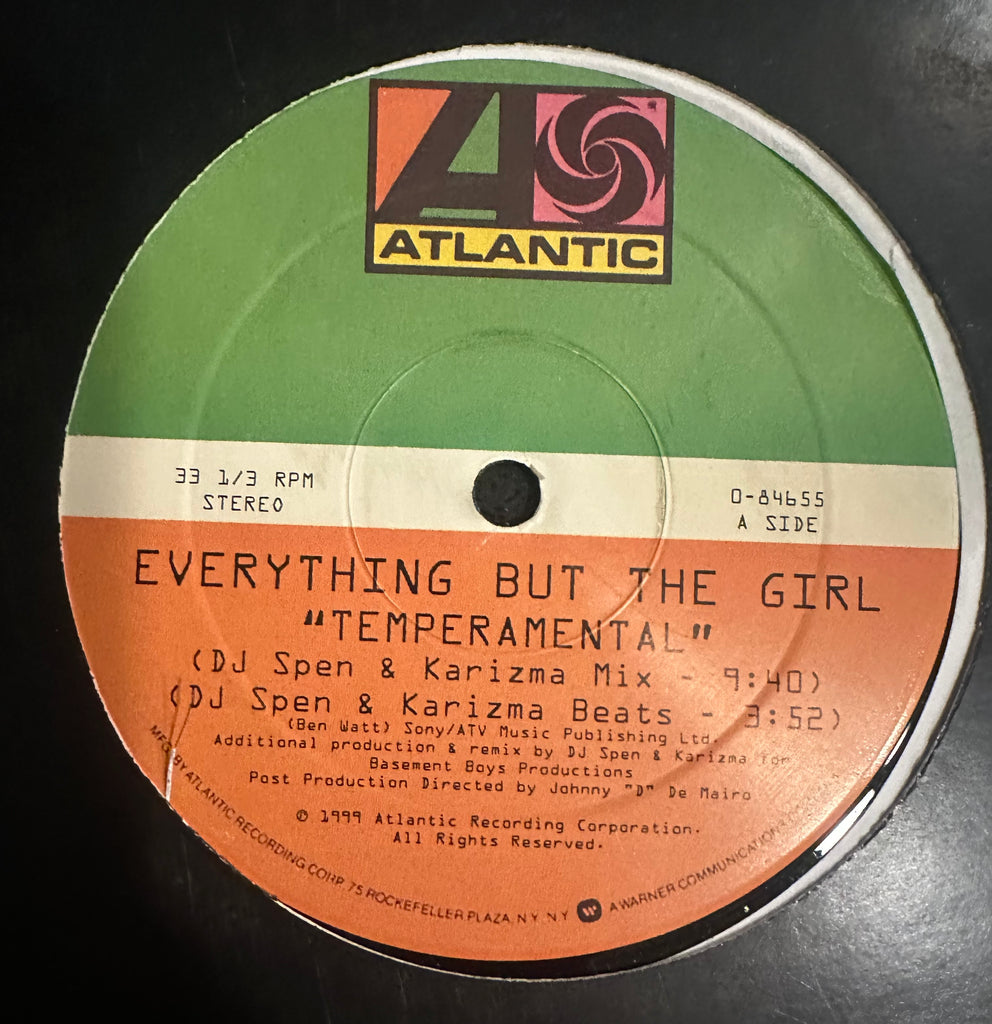 ATLANTIC
33 1/3 RPM
STEREO
0-84655
A SIDE
EVERYTHING BUT THE GIRL
"TEMPERAMENTAL"
(DJ Spen & Karizma Mix - 9:40)
(DJ Spen & Karizma Beats - 3:52)
(Ben Watt) Sony/ATV Music Publishing Ltd.
Additional production & remix by DJ Spen & Karizma for
Basement Boys Productions
Post Production Directed by Johnny "D" De Mairo
℗ 1999 Atlantic Recording Corporation.
All Rights Reserved.
MFG. BY ATLANTIC RECORDING CORP. 75 ROCKEFELLER PLAZA, N.Y. N.Y. A WARNER COMMUNICATIONS